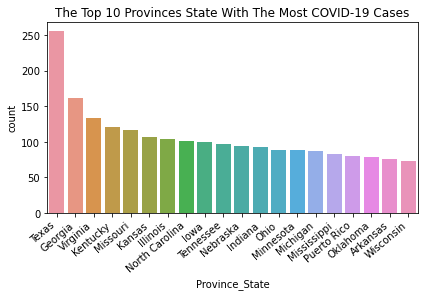 The Top 10 Provinces State With The Most COVID-19 Cases
250
200
150
100
50
0
count
Texas
Georgia
Virginia
Kentucky
Missouri
Kansas
Illinois
North Carolina
Iowa
Tennessee
Nebraska
Indiana
Ohio
Minnesota
Michigan
Mississippi
Puerto Rico
Oklahoma
Arkansas
Wisconsin
Province_State